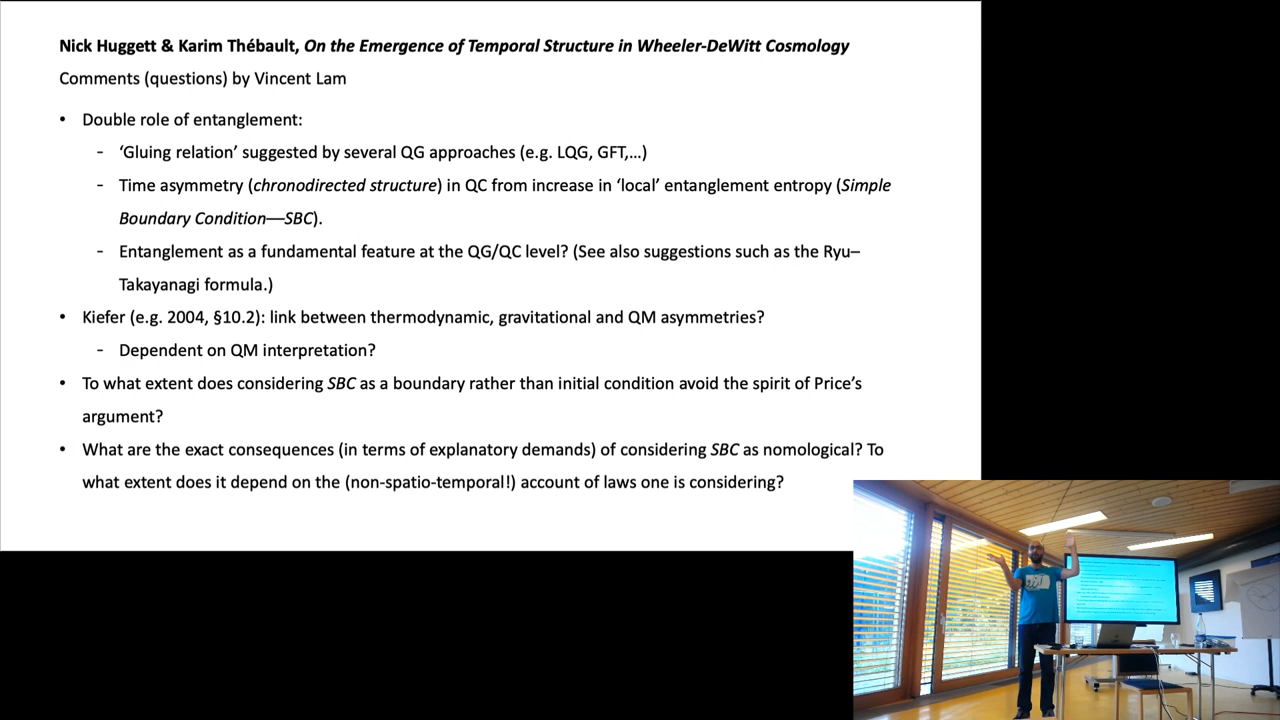 Nick Huggett & Karim Thébault, On the Emergence of Temporal Structure in Wheeler-DeWitt Cosmology
Comments (questions) by Vincent Lam
• Double role of entanglement:
- ‘Gluing relation’ suggested by several QG approaches (e.g. LQG, GFT,…)
- Time asymmetry (chronodirected structure) in QC from increase in ‘local’ entanglement entropy (Simple
Boundary Condition—SBC).
- Entanglement as a fundamental feature at the QG/QC level? (See also suggestions such as the Ryu–
Takayanagi formula.)
• Kiefer (e.g. 2004, §10.2): link between thermodynamic, gravitational and QM asymmetries?
- Dependent on QM interpretation?
• To what extent does considering SBC as a boundary rather than initial condition avoid the spirit of Price’s
argument?
• What are the exact consequences (in terms of explanatory demands) of considering SBC as nomological? To
what extent does it depend on the (non-spatio-temporal!) account of laws one is considering?